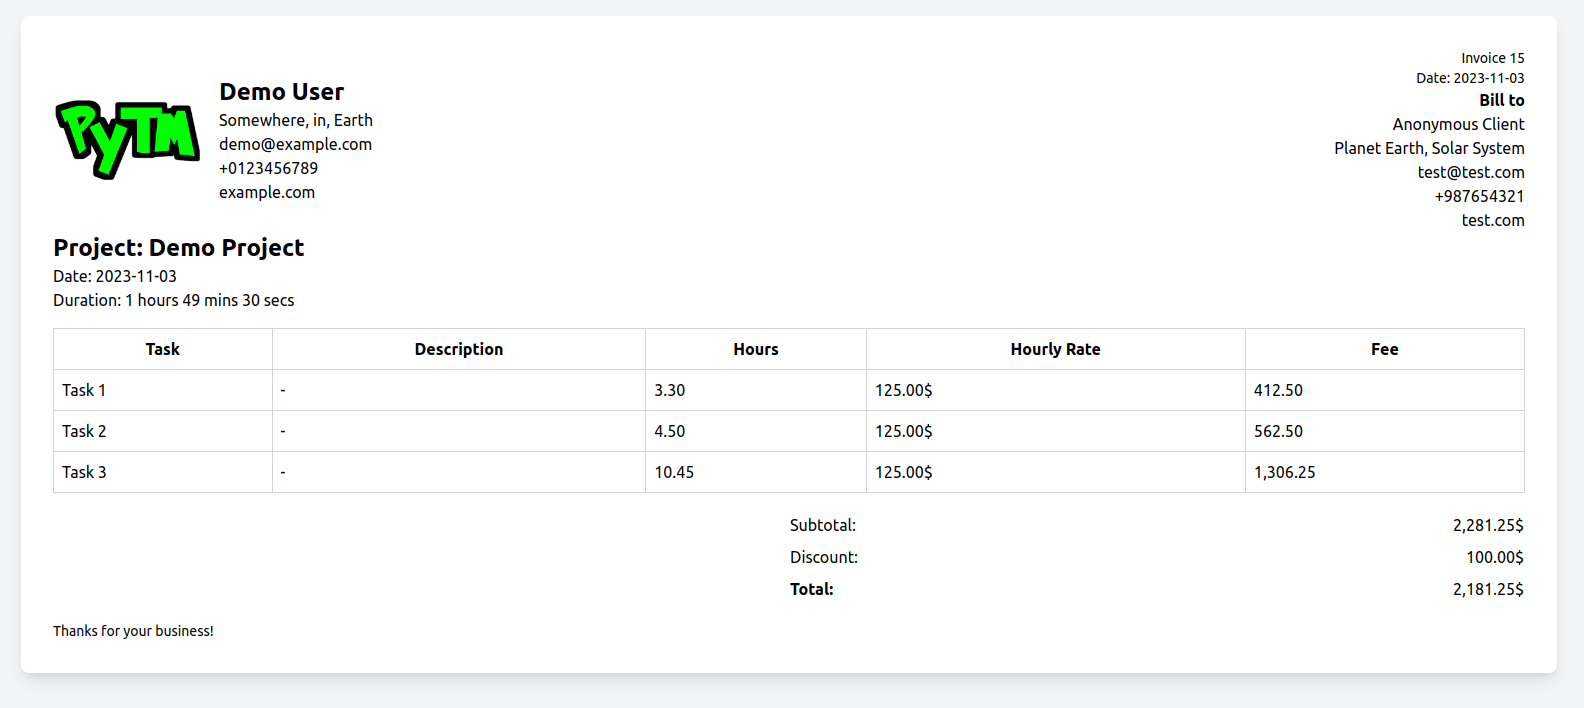 PyTM
Demo User
Somewhere, in, Earth
demo@example.com
+0123456789
example.com
Invoice 15
Date: 2023-11-03
Bill to
Anonymous Client
Planet Earth, Solar System
test@test.com
+987654321
test.com
Project: Demo Project
Date: 2023-11-03
Duration: 1 hours 49 mins 30 secs
Task Description Hours Hourly Rate Fee
Task 1 - 3.30 125.00$ 412.50
Task 2 - 4.50 125.00$ 562.50
Task 3 - 10.45 125.00$ 1,306.25
Subtotal: 2,281.25$
Discount: 100.00$
Total: 2,181.25$
Thanks for your business!